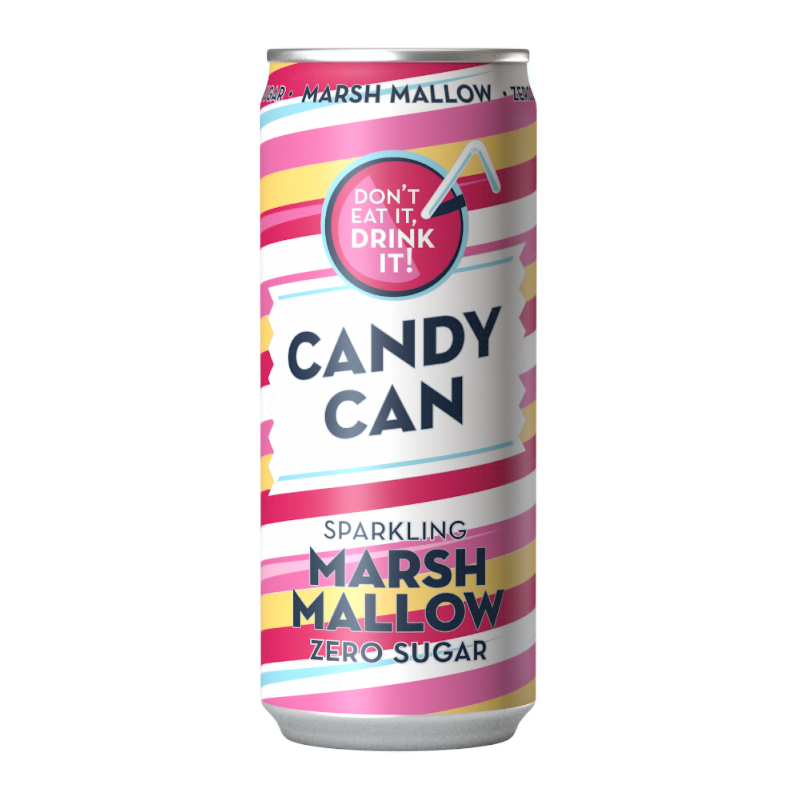 · MARSH MALLOW ·
DON'T
EAT IT,
DRINK
IT!
CANDY
CAN
SPARKLING
MARSH
MALLOW
ZERO SUGAR